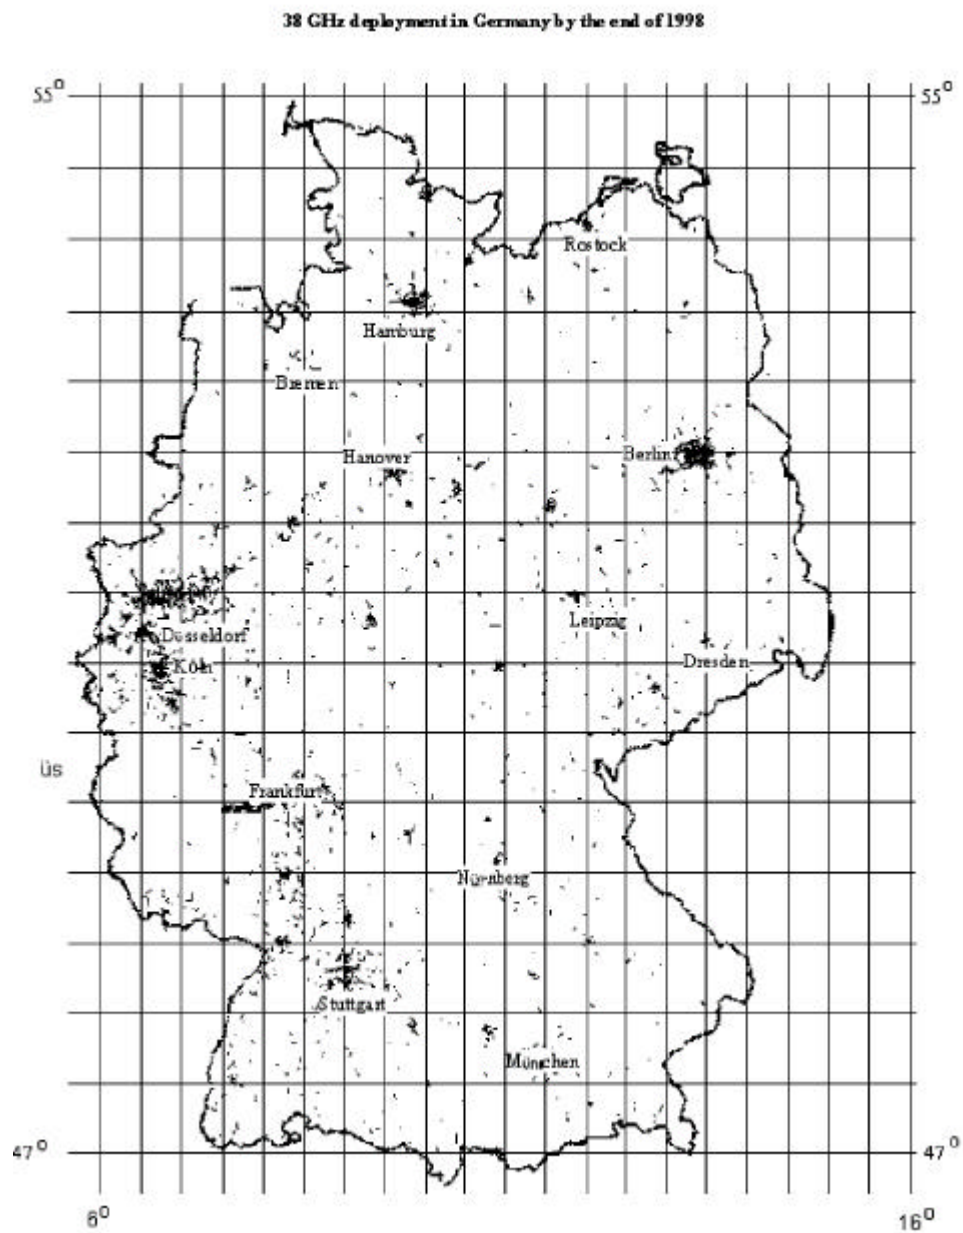 38 GHz deployment in Germany by the end of 1998
55°
55°
Rostock
Hamburg
Bremen
Hanover
Berlin
Leipzig
Düsseldorf
Dresden
Köln
üs
Frankfurt
Nürnberg
Stuttgart
München
47°
47°
6°
16°